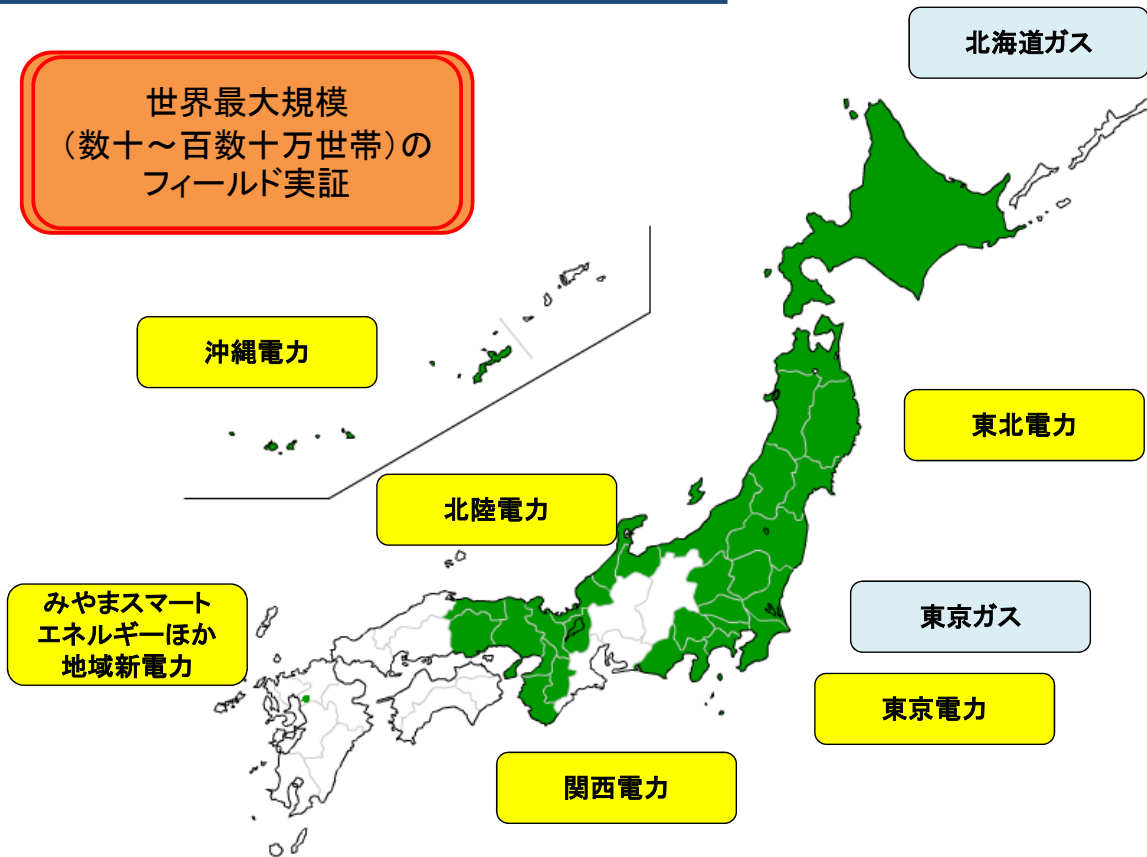 北海道ガス
世界最大規模
（数十～百数十万世帯）の
フィールド実証
沖縄電力
東北電力
北陸電力
みやまスマート
エネルギーほか
地域新電力
東京ガス
東京電力
関西電力